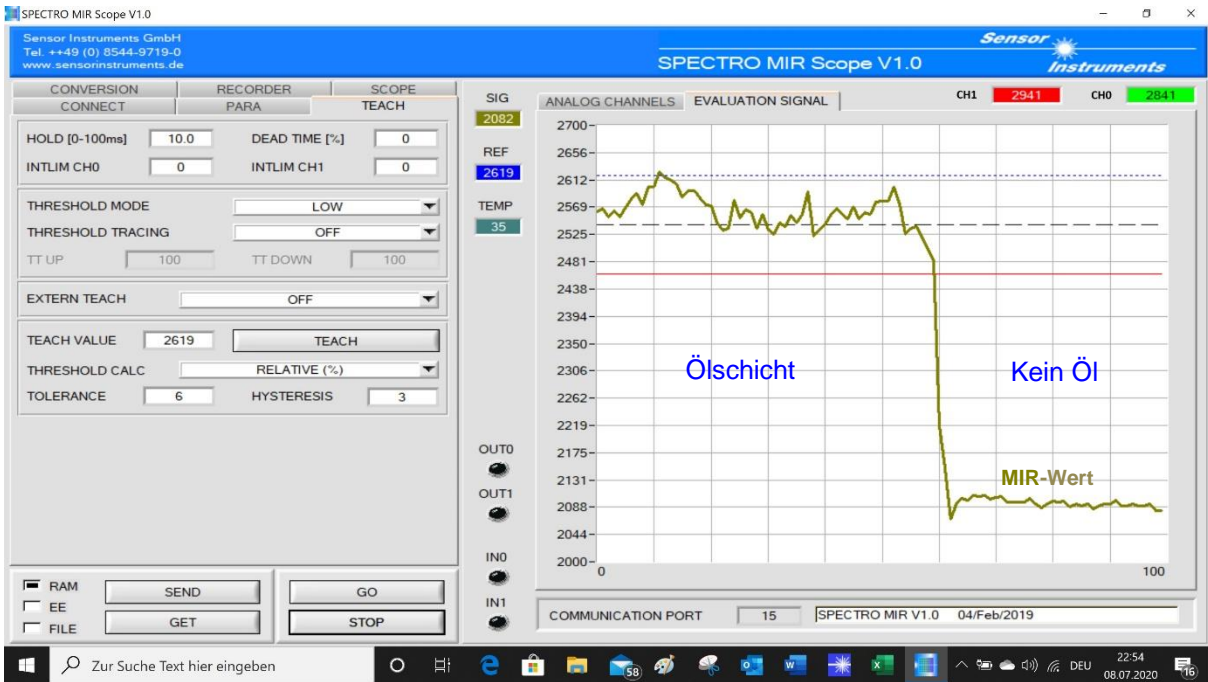 SPECTRO MIR Scope V1.0
Sensor Instruments GmbH
Tel. ++49 (0) 8544-9719-0
www.sensorinstruments.de
SPECTRO MIR Scope V1.0
Sensor
Instruments
CONVERSION RECORDER SCOPE
CONNECT PARA TEACH
HOLD [0-100ms] 10.0 DEAD TIME [%] 0
INTLIM CH0 0 INTLIM CH1 0
THRESHOLD MODE LOW
THRESHOLD TRACING OFF
TT UP 100 TT DOWN 100
EXTERN TEACH OFF
TEACH VALUE 2619 TEACH
THRESHOLD CALC RELATIVE (%)
TOLERANCE 6 HYSTERESIS 3
RAM
EE
FILE
SEND GO
GET STOP
SIG
2082
REF
2619
TEMP
35
OUT0
OUT1
IN0
IN1
ANALOG CHANNELS EVALUATION SIGNAL
CH1 2941 CH0 2841
2700
2656
2612
2569
2525
2481
2438
2394
2350
2306
2262
2219
2175
2131
2088
2044
2000
0 100
Ölschicht
Kein Öl
MIR-Wert
COMMUNICATION PORT 15 SPECTRO MIR V1.0 04/Feb/2019
Zur Suche Text hier eingeben
58
DEU
22:54
08.07.2020
16